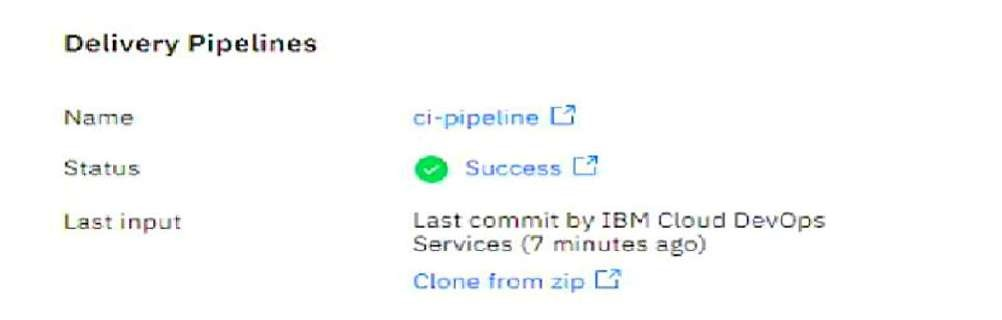 Delivery Pipelines
Name ci-pipeline
Status Success
Last input Last commit by IBM Cloud DevOps
Services (7 minutes ago)
Clone from zip